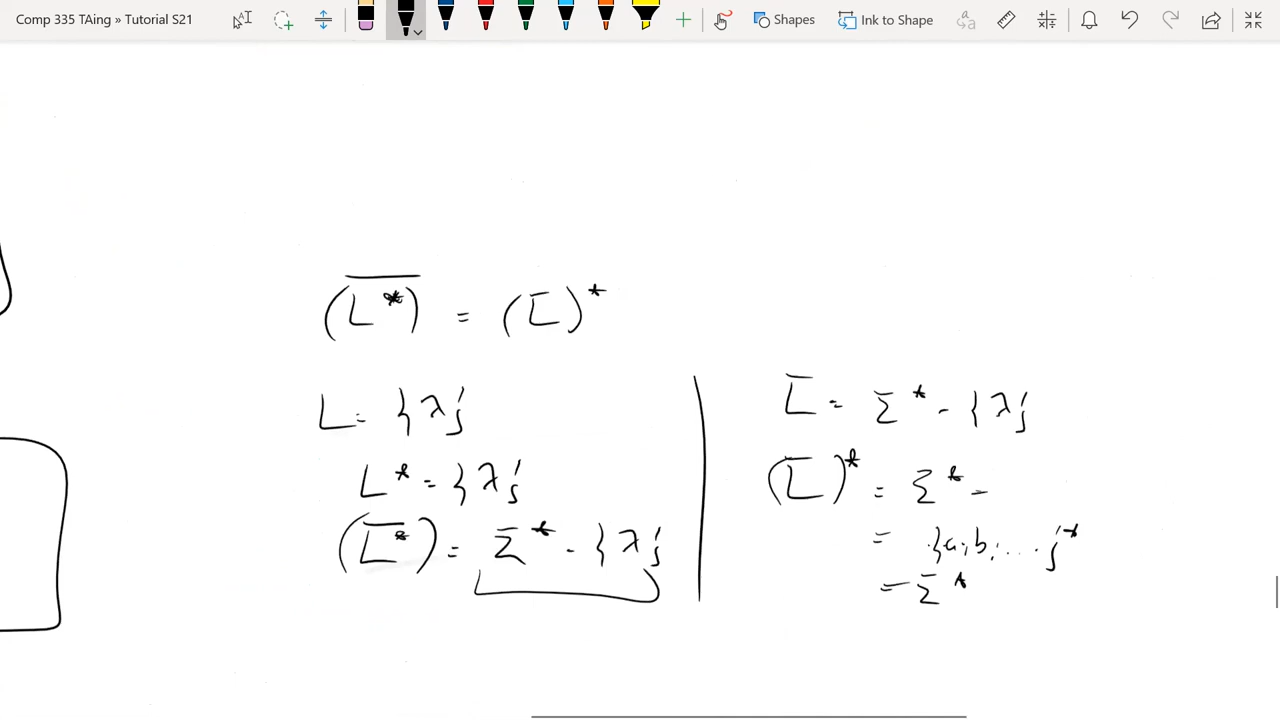 Comp 335 TAing » Tutorial S21
Shapes
Ink to Shape
(L̅*̅) = (L̅)*
L = {λ}
L* = {λ}
(L̅*̅) = Σ* - {λ}
L̅ = Σ* - {λ}
(L̅)* = Σ* -
= {a, b, ....}*
= Σ*